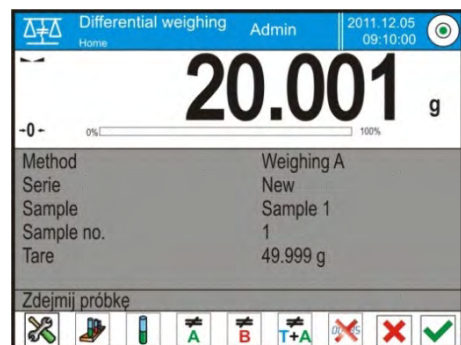 Differential weighing Admin 2011.12.05
Home 09:10:00
20.001 g
→0← 0% 100%
Method Weighing A
Serie New
Sample Sample 1
Sample no. 1
Tare 49.999 g
Zdejmij próbkę
A B T+A